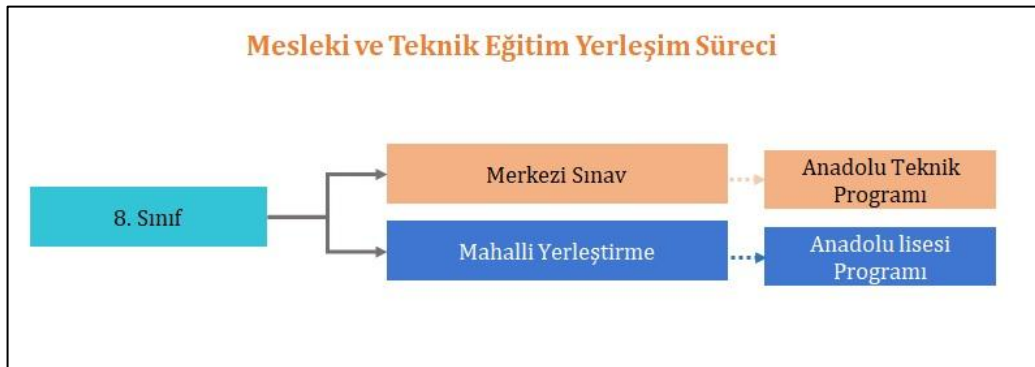 Mesleki ve Teknik Eğitim Yerleşim Süreci
8. Sınıf
Merkezi Sınav
Anadolu Teknik
Programı
Mahalli Yerleştirme
Anadolu lisesi
Programı